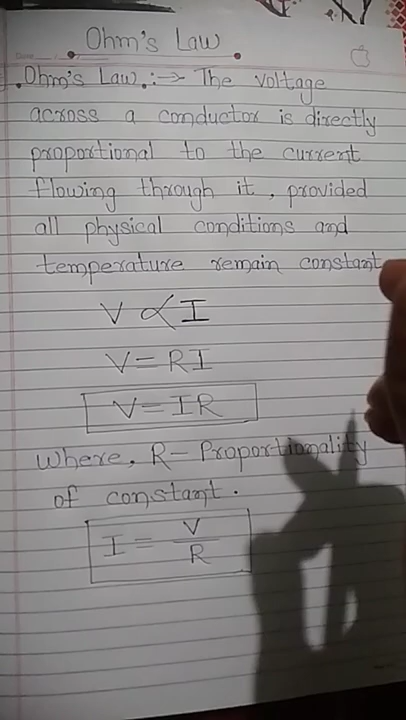 Ohm's Law
Ohm's Law :→ The voltage
across a conductor is directly
proportional to the current
flowing through it, provided
all physical conditions and
temperature remain constant
V ∝ I
V = RI
V = IR
Where, R - Proportionality
of constant.
I = V/R